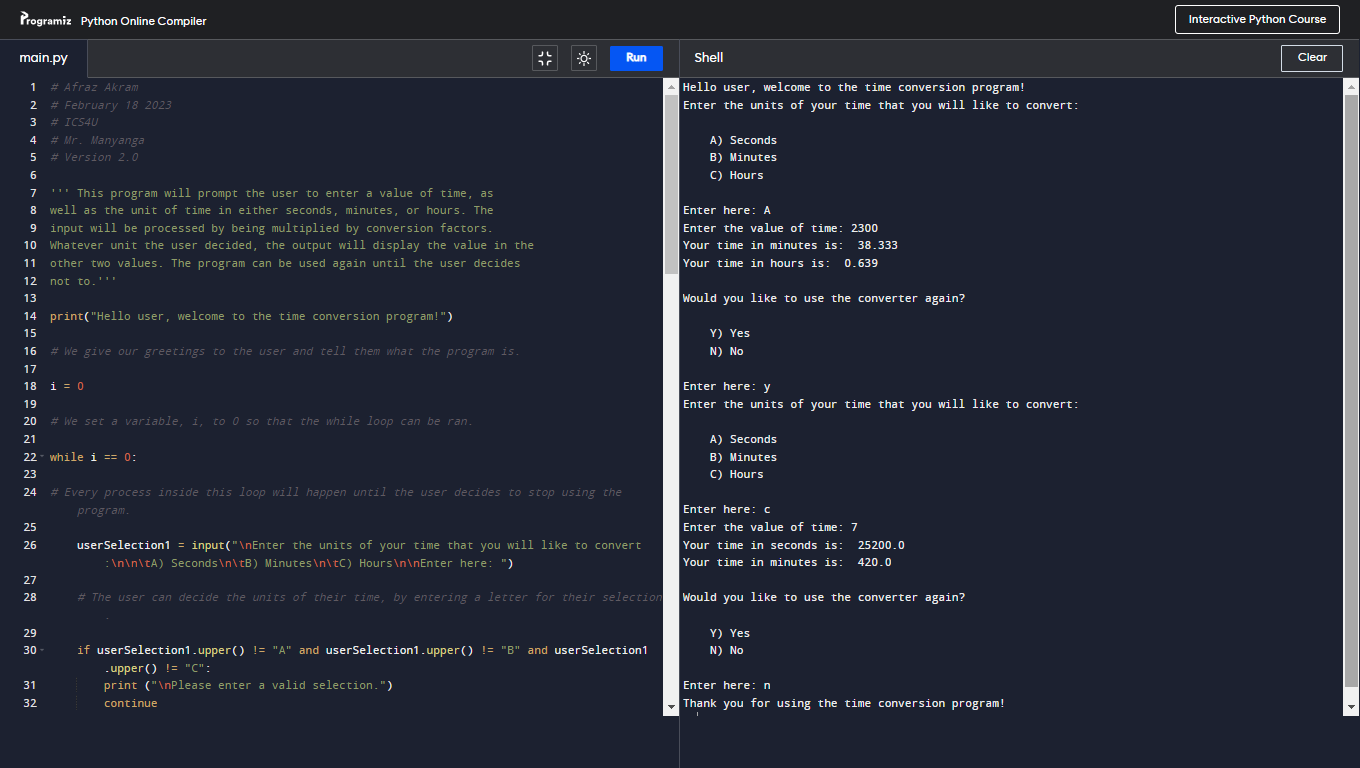 Programiz Python Online Compiler
Interactive Python Course
main.py
Run
Shell
Clear
1 # Afraz Akram
2 # February 18 2023
3 # ICS4U
4 # Mr. Manyanga
5 # Version 2.0
6
7 ''' This program will prompt the user to enter a value of time, as
8 well as the unit of time in either seconds, minutes, or hours. The
9 input will be processed by being multiplied by conversion factors.
10 Whatever unit the user decided, the output will display the value in the
11 other two values. The program can be used again until the user decides
12 not to.'''
13
14 print("Hello user, welcome to the time conversion program!")
15
16 # We give our greetings to the user and tell them what the program is.
17
18 i = 0
19
20 # We set a variable, i, to 0 so that the while loop can be ran.
21
22 while i == 0:
23
24 # Every process inside this loop will happen until the user decides to stop using the
program.
25
26 userSelection1 = input("\nEnter the units of your time that you will like to convert
:\n\n\tA) Seconds\n\tB) Minutes\n\tC) Hours\n\nEnter here: ")
27
28 # The user can decide the units of their time, by entering a letter for their selection
.
29
30 if userSelection1.upper() != "A" and userSelection1.upper() != "B" and userSelection1
.upper() != "C":
31 print ("\nPlease enter a valid selection.")
32 continue
Hello user, welcome to the time conversion program!
Enter the units of your time that you will like to convert:
A) Seconds
B) Minutes
C) Hours
Enter here: A
Enter the value of time: 2300
Your time in minutes is:  38.333
Your time in hours is:  0.639
Would you like to use the converter again?
Y) Yes
N) No
Enter here: y
Enter the units of your time that you will like to convert:
A) Seconds
B) Minutes
C) Hours
Enter here: c
Enter the value of time: 7
Your time in seconds is:  25200.0
Your time in minutes is:  420.0
Would you like to use the converter again?
Y) Yes
N) No
Enter here: n
Thank you for using the time conversion program!